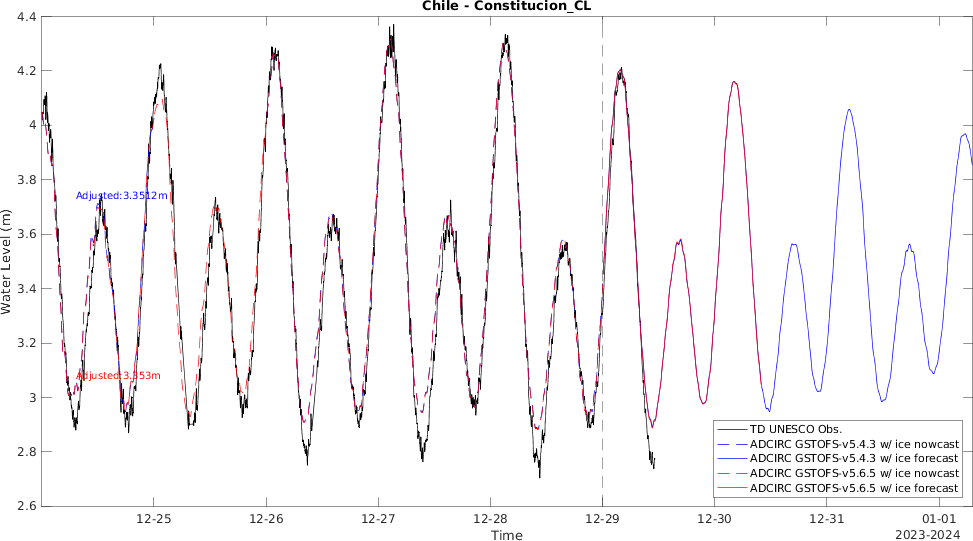 Chile - Constitucion_CL
4.4
4.2
4
3.8
3.6
3.4
3.2
3
2.8
2.6
Water Level (m)
Adjusted:3.3512m
Adjusted:3.353m
TD UNESCO Obs.
ADCIRC GSTOFS-v5.4.3 w/ ice nowcast
ADCIRC GSTOFS-v5.4.3 w/ ice forecast
ADCIRC GSTOFS-v5.6.5 w/ ice nowcast
ADCIRC GSTOFS-v5.6.5 w/ ice forecast
12-25 12-26 12-27 12-28 12-29 12-30 12-31 01-01
Time
2023-2024